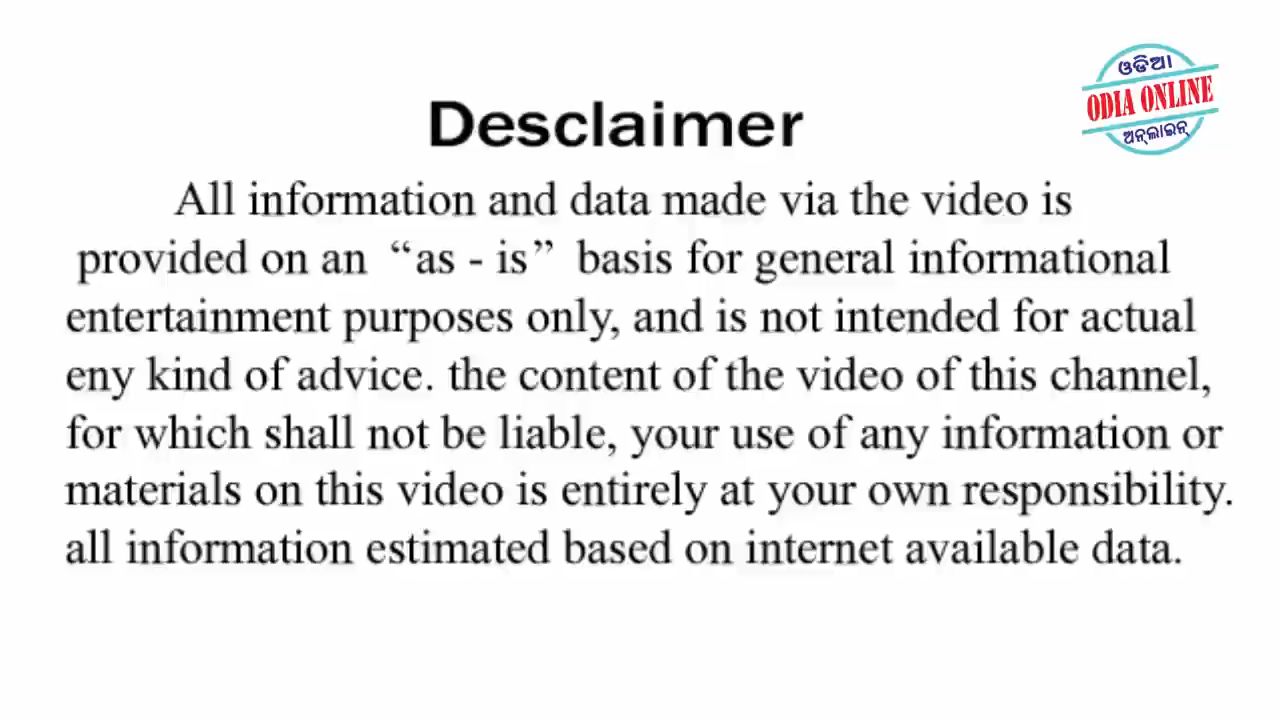 ଓଡିଆ
ODIA ONLINE
ଅନ୍‌ଲାଇନ୍
Desclaimer
All information and data made via the video is
provided on an “as - is” basis for general informational
entertainment purposes only, and is not intended for actual
eny kind of advice. the content of the video of this channel,
for which shall not be liable, your use of any information or
materials on this video is entirely at your own responsibility.
all information estimated based on internet available data.